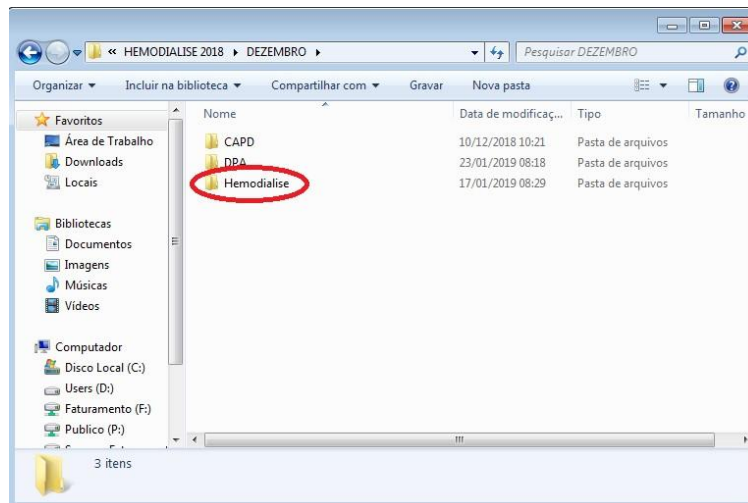 « HEMODIALISE 2018 ▸ DEZEMBRO ▸
Pesquisar DEZEMBRO
Organizar ▾ Incluir na biblioteca ▾ Compartilhar com ▾ Gravar Nova pasta
Favoritos
Área de Trabalho
Downloads
Locais
Bibliotecas
Documentos
Imagens
Músicas
Vídeos
Computador
Disco Local (C:)
Users (D:)
Faturamento (F:)
Publico (P:)
Nome Data de modificaç... Tipo Tamanho
CAPD 10/12/2018 10:21 Pasta de arquivos
DPA 23/01/2019 08:18 Pasta de arquivos
Hemodialise 17/01/2019 08:29 Pasta de arquivos
3 itens